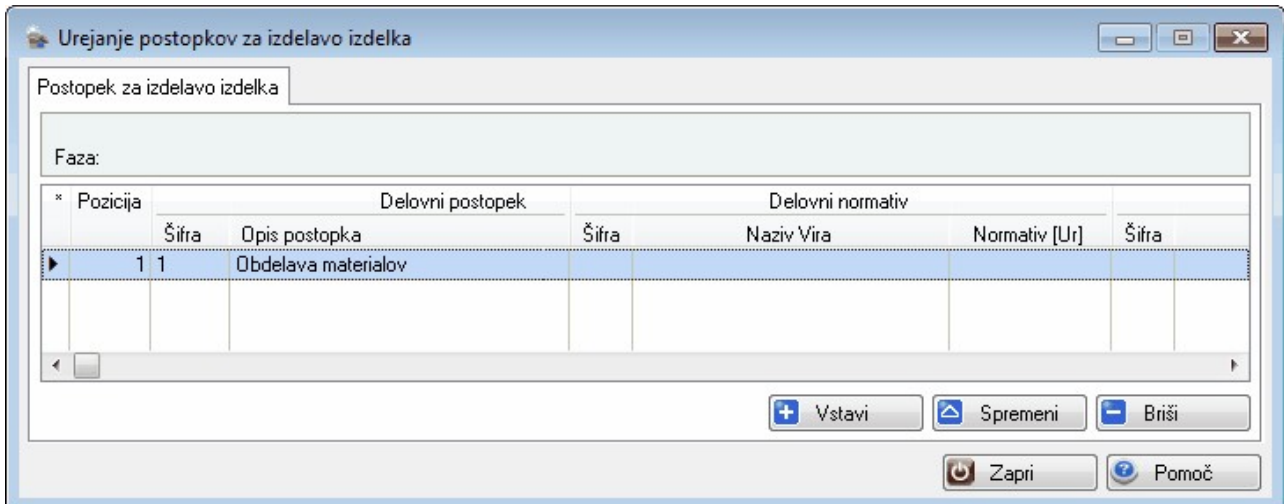 Urejanje postopkov za izdelavo izdelka
Postopek za izdelavo izdelka
Faza:
* Pozicija Delovni postopek Delovni normativ
Šifra Opis postopka Šifra Naziv Vira Normativ [Ur] Šifra
1 1 Obdelava materialov
Vstavi Spremeni Briši
Zapri Pomoč